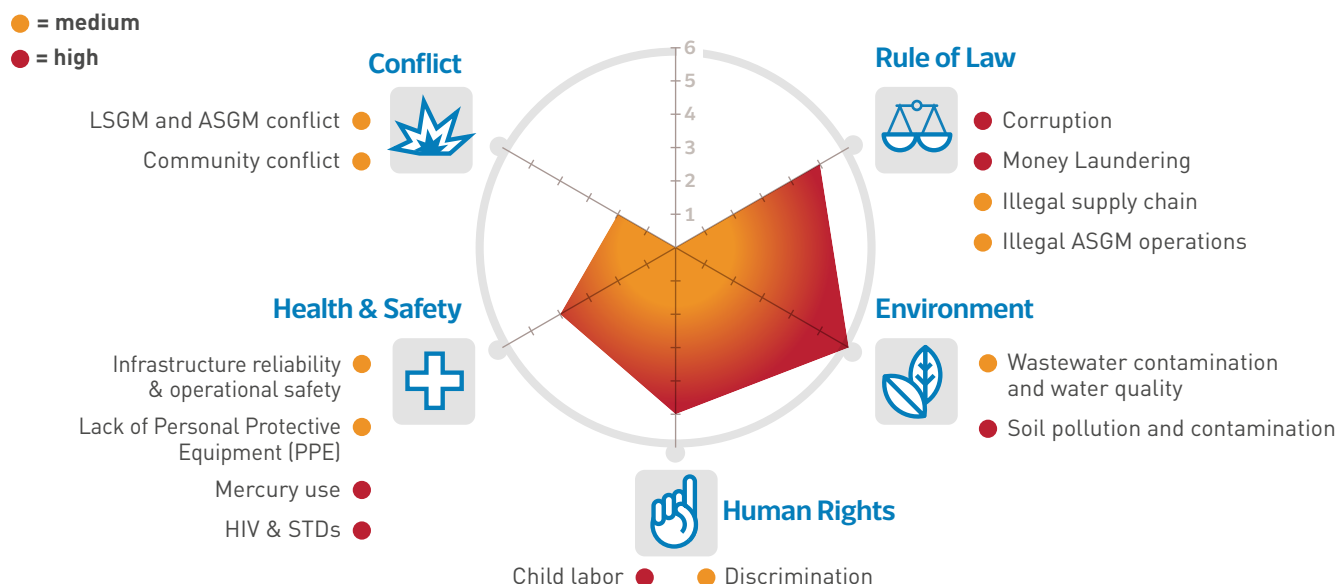 = medium
= high
Conflict
LSGM and ASGM conflict
Community conflict
6
5
4
3
2
1
Rule of Law
Corruption
Money Laundering
Illegal supply chain
Illegal ASGM operations
Health & Safety
Infrastructure reliability
& operational safety
Lack of Personal Protective
Equipment (PPE)
Mercury use
HIV & STDs
Environment
Wastewater contamination
and water quality
Soil pollution and contamination
Human Rights
Child labor
Discrimination